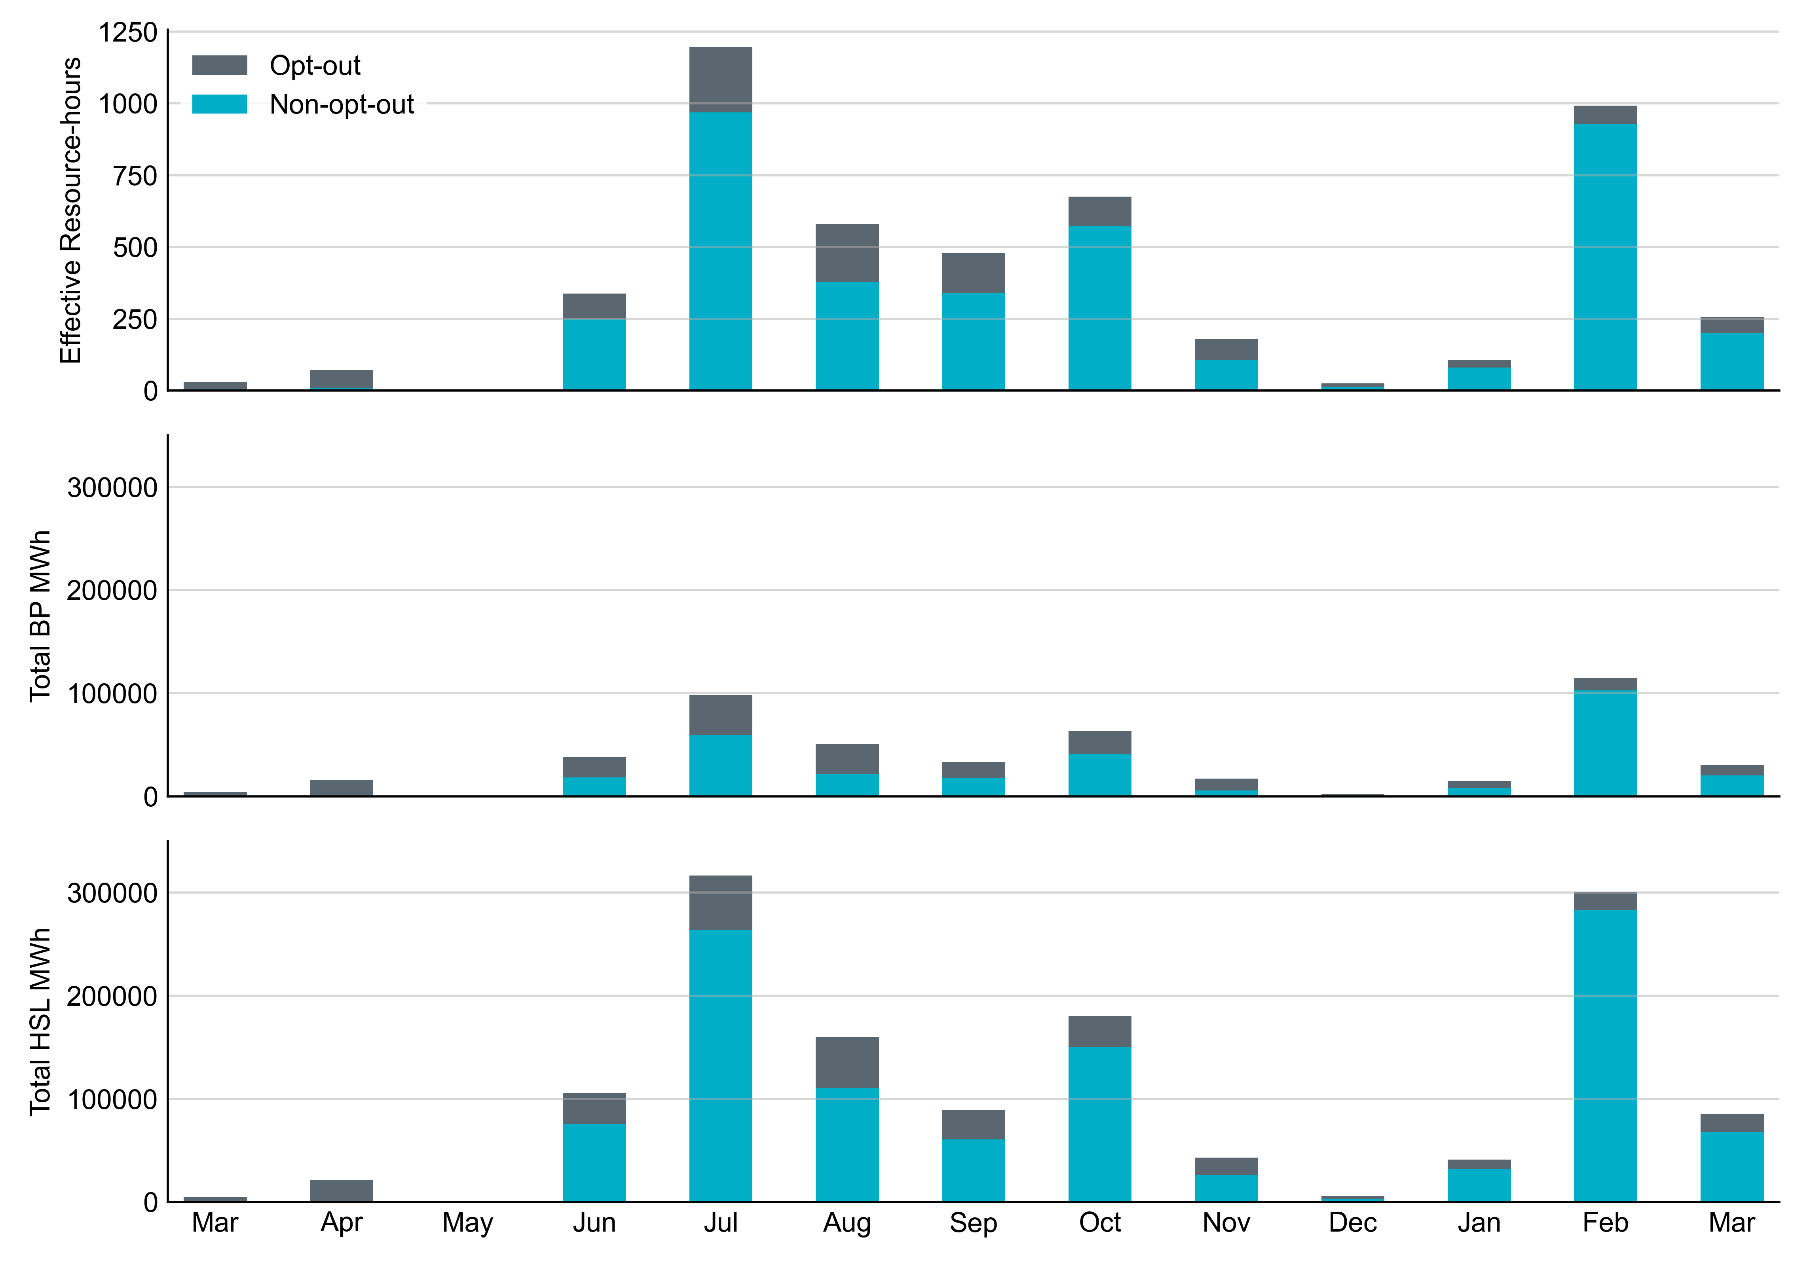 Effective Resource-hours
1250
1000
750
500
250
0
Opt-out
Non-opt-out
Total BP MWh
300000
200000
100000
0
Total HSL MWh
300000
200000
100000
0
Mar Apr May Jun Jul Aug Sep Oct Nov Dec Jan Feb Mar